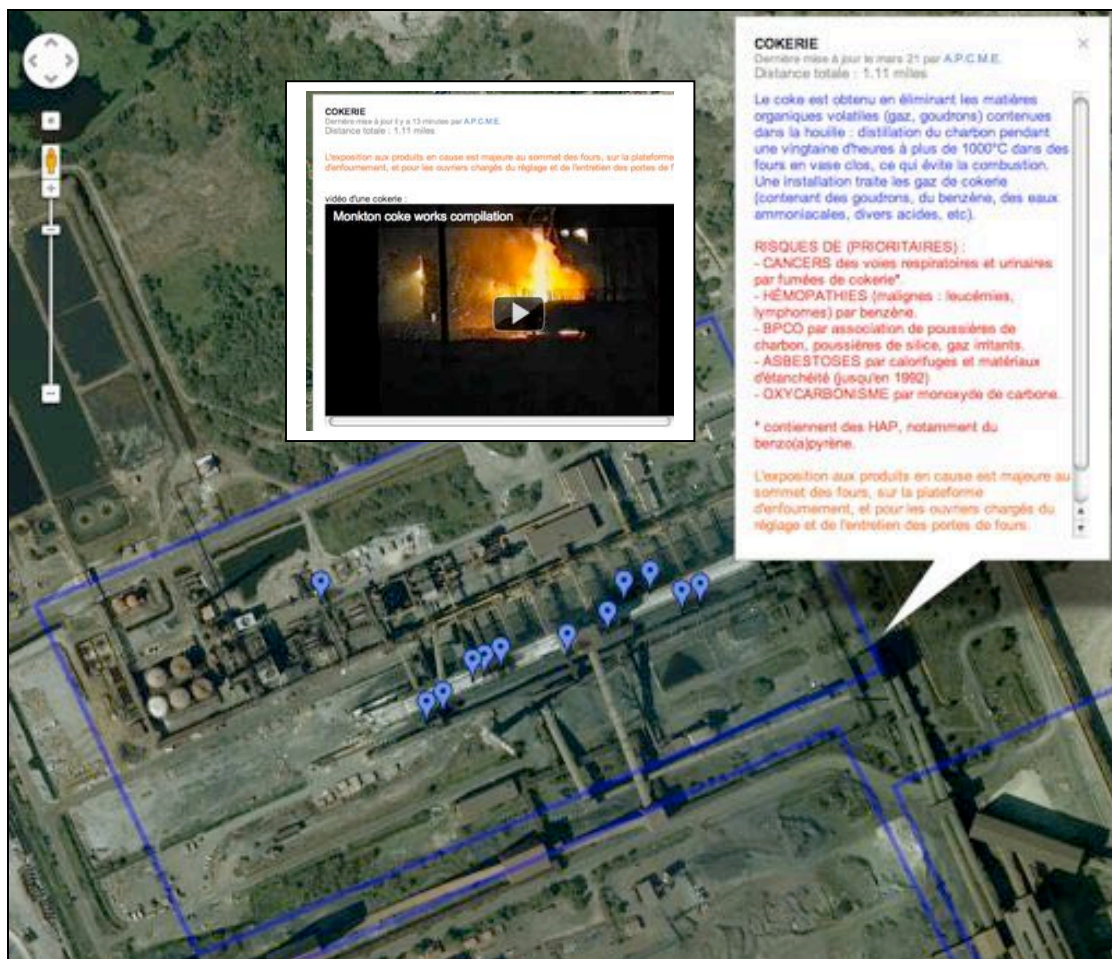 COKERIE
Dernière mise à jour il y a 13 minutes par A.P.C.M.E.
Distance totale : 1.11 miles
L'exposition aux produits en cause est majeure au sommet des fours, sur la plateforme
d'enfournement, et pour les ouvriers chargés du réglage et de l'entretien des portes de f
vidéo d'une cokerie :
Monkton coke works compilation
COKERIE
Dernière mise à jour le mars 21 par A.P.C.M.E.
Distance totale : 1.11 miles
Le coke est obtenu en éliminant les matières
organiques volatiles (gaz, goudrons) contenues
dans la houille : distillation du charbon pendant
une vingtaine d'heures à plus de 1000°C dans des
fours en vase clos, ce qui évite la combustion.
Une installation traite les gaz de cokerie
(contenant des goudrons, du benzène, des eaux
ammoniacales, divers acides, etc).
RISQUES DE (PRIORITAIRES) :
- CANCERS des voies respiratoires et urinaires
par fumées de cokerie*.
- HÉMOPATHIES (malignes : leucémies,
lymphomes) par benzène.
- BPCO par association de poussières de
charbon, poussières de silice, gaz irritants.
- ASBESTOSES par calorifuges et matériaux
d'étanchéité (jusqu'en 1992)
- OXYCARBONISME par monoxyde de carbone.
* contiennent des HAP, notamment du
benzo(a)pyrène.
L'exposition aux produits en cause est majeure au
sommet des fours, sur la plateforme
d'enfournement, et pour les ouvriers chargés du
réglage et de l'entretien des portes de fours